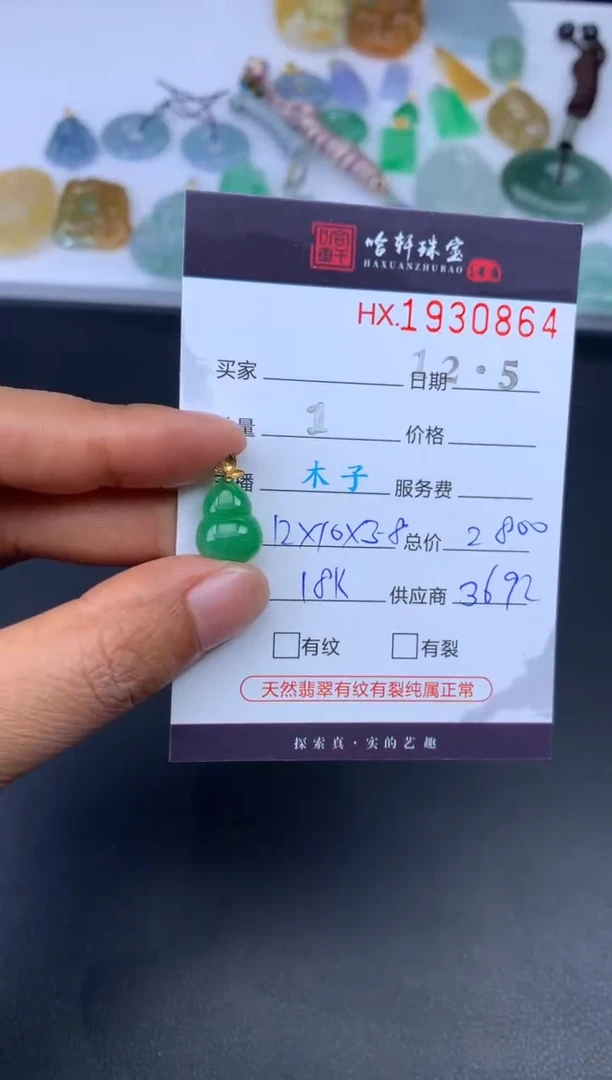 哈轩珠宝
HAXUANZHUBAO
HX.1930864
买家 日期 12·5
量 1 价格
播 木子 服务费
12X16X3-8 总价 2800
18K 供应商 3692
有纹 有裂
天然翡翠有纹有裂纯属正常
探索真·实的艺趣